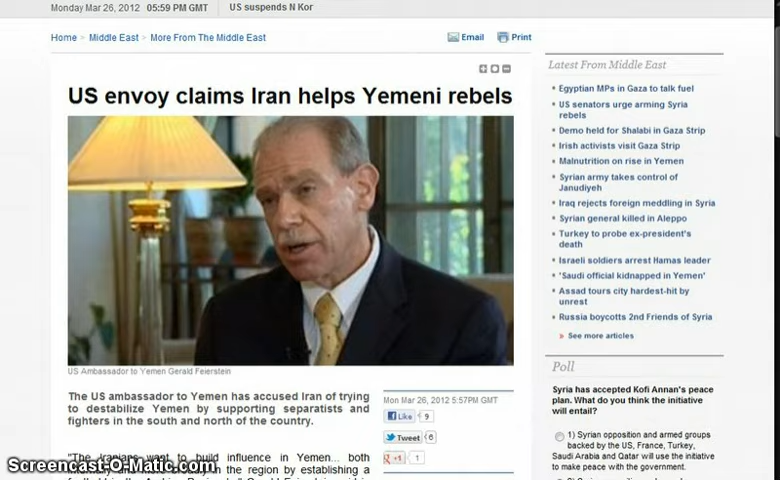 Monday Mar 26, 2012 05:59 PM GMT
US suspends N Kor
Home > Middle East > More From The Middle East
Email
Print
US envoy claims Iran helps Yemeni rebels
US Ambassador to Yemen Gerald Feierstein
The US ambassador to Yemen has accused Iran of trying
to destabilize Yemen by supporting separatists and
fighters in the south and north of the country.
"The Iranians want to build influence in Yemen... both
in the region by establishing a
Mon Mar 26, 2012 5:57PM GMT
Like 9
Tweet 6
+1 1
Latest From Middle East
Egyptian MPs in Gaza to talk fuel
US senators urge arming Syria
rebels
Demo held for Shalabi in Gaza Strip
Irish activists visit Gaza Strip
Malnutrition on rise in Yemen
Syrian army takes control of
Janudiyeh
Iraq rejects foreign meddling in Syria
Syrian general killed in Aleppo
Turkey to probe ex-president's
death
Israeli soldiers arrest Hamas leader
'Saudi official kidnapped in Yemen'
Assad tours city hardest-hit by
unrest
Russia boycotts 2nd Friends of Syria
» See more articles
Poll
Syria has accepted Kofi Annan's peace
plan. What do you think the initiative
will entail?
1) Syrian opposition and armed groups
backed by the US, France, Turkey,
Saudi Arabia and Qatar will use the
initiative to make peace with the government.
Screencast-O-Matic.com